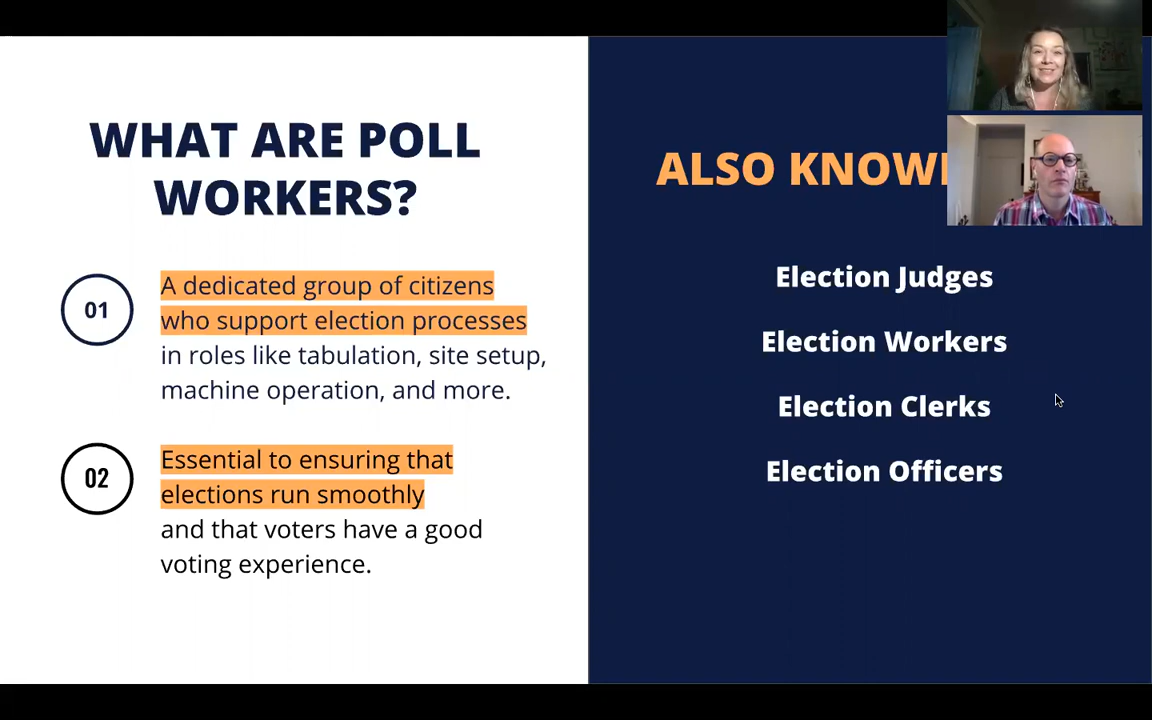 WHAT ARE POLL
WORKERS?
01
A dedicated group of citizens
who support election processes
in roles like tabulation, site setup,
machine operation, and more.
02
Essential to ensuring that
elections run smoothly
and that voters have a good
voting experience.
ALSO KNOW
Election Judges
Election Workers
Election Clerks
Election Officers